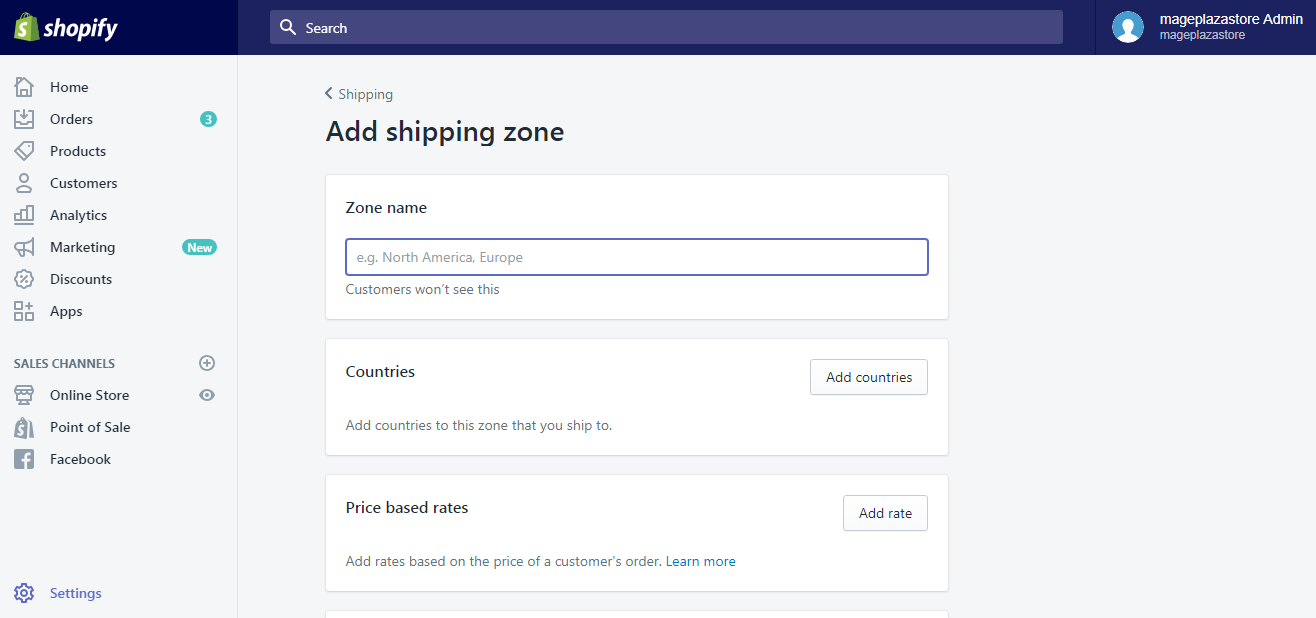 shopify
Search
mageplazastore Admin
mageplazastore
Home
Orders 3
Products
Customers
Analytics
Marketing New
Discounts
Apps
SALES CHANNELS
Online Store
Point of Sale
Facebook
Settings
Shipping
Add shipping zone
Zone name
e.g. North America, Europe
Customers won't see this
Countries
Add countries
Add countries to this zone that you ship to.
Price based rates
Add rate
Add rates based on the price of a customer's order. Learn more